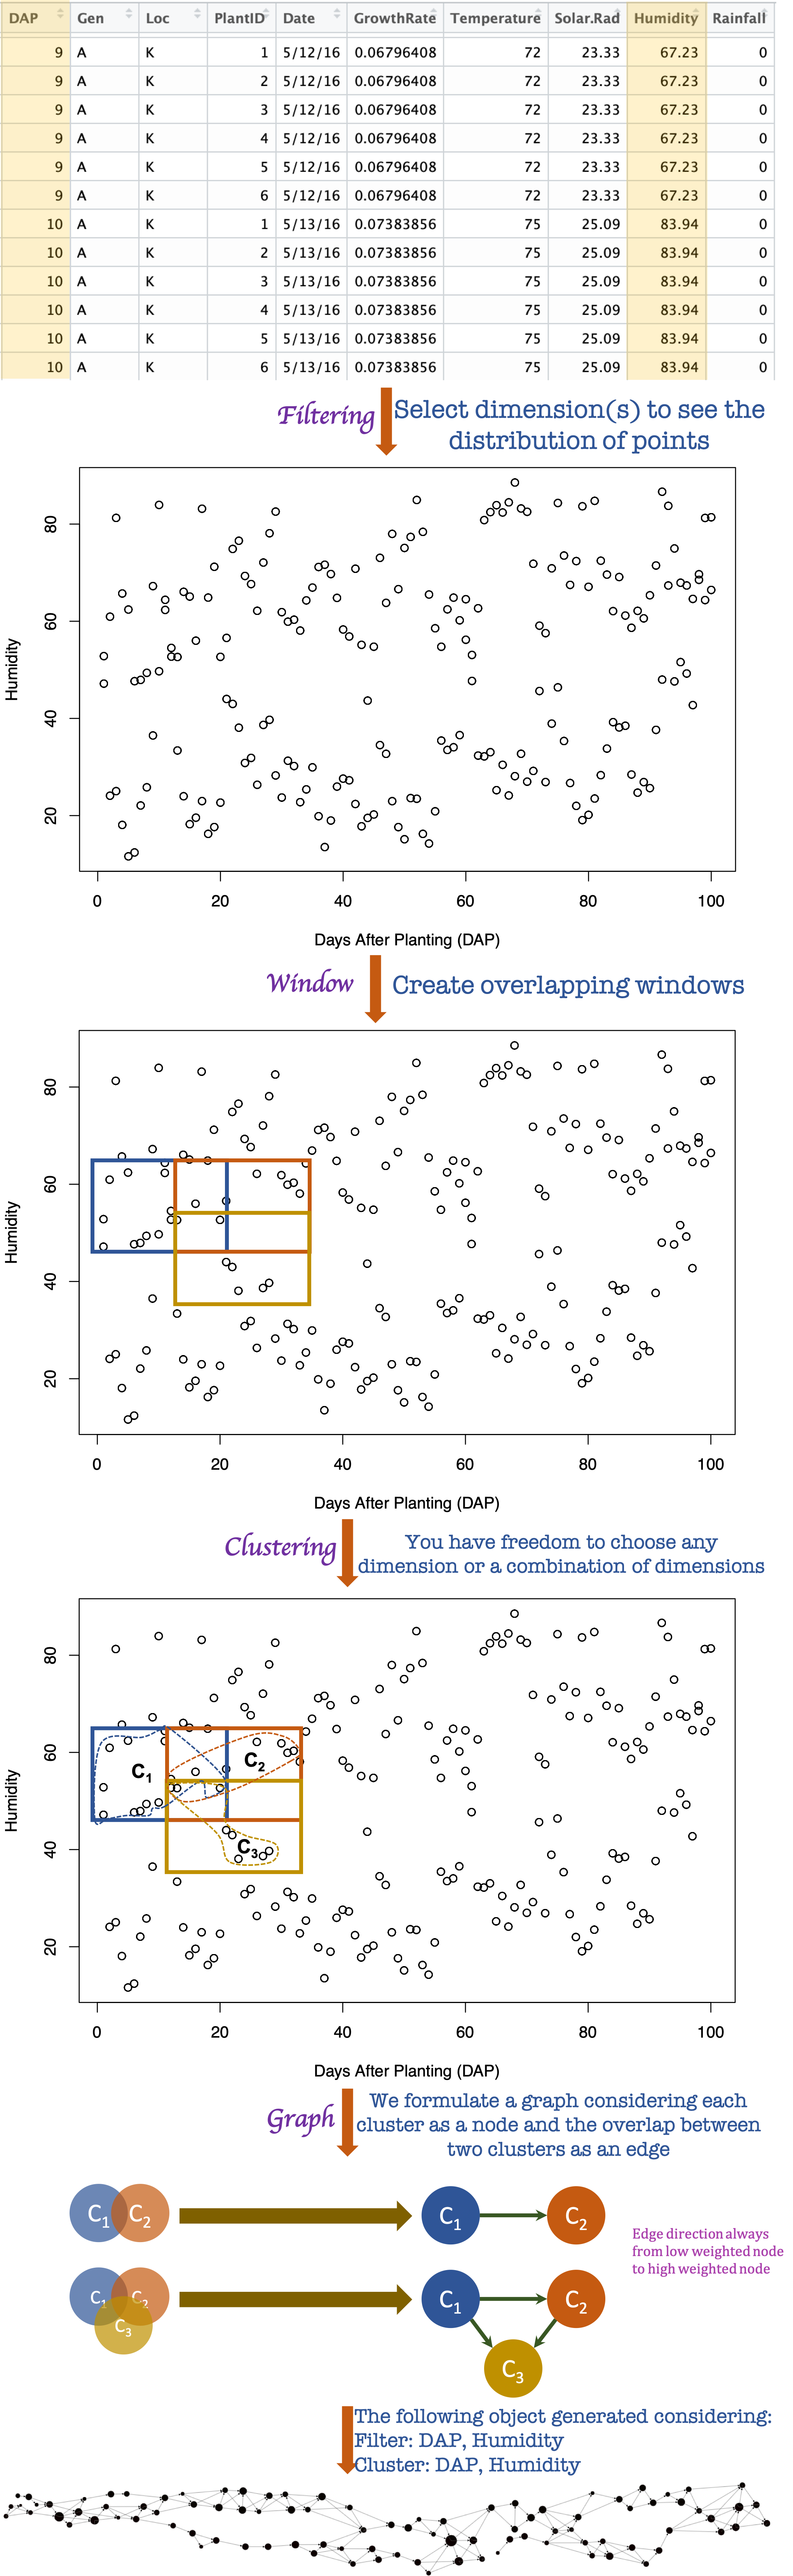 DAP Gen Loc PlantID Date GrowthRate Temperature Solar.Rad Humidity Rainfall
9 A K 1 5/12/16 0.06796408 72 23.33 67.23 0
9 A K 2 5/12/16 0.06796408 72 23.33 67.23 0
9 A K 3 5/12/16 0.06796408 72 23.33 67.23 0
9 A K 4 5/12/16 0.06796408 72 23.33 67.23 0
9 A K 5 5/12/16 0.06796408 72 23.33 67.23 0
9 A K 6 5/12/16 0.06796408 72 23.33 67.23 0
10 A K 1 5/13/16 0.07383856 75 25.09 83.94 0
10 A K 2 5/13/16 0.07383856 75 25.09 83.94 0
10 A K 3 5/13/16 0.07383856 75 25.09 83.94 0
10 A K 4 5/13/16 0.07383856 75 25.09 83.94 0
10 A K 5 5/13/16 0.07383856 75 25.09 83.94 0
10 A K 6 5/13/16 0.07383856 75 25.09 83.94 0
Filtering
Select dimension(s) to see the
distribution of points
Humidity
80
60
40
20
0 20 40 60 80 100
Days After Planting (DAP)
Window
Create overlapping windows
Humidity
80
60
40
20
0 20 40 60 80 100
Days After Planting (DAP)
Clustering
You have freedom to choose any
dimension or a combination of dimensions
Humidity
80
60
40
20
C1
C2
C3
0 20 40 60 80 100
Days After Planting (DAP)
Graph
We formulate a graph considering each
cluster as a node and the overlap between
two clusters as an edge
C1 C2 C1 C2
Edge direction always
from low weighted node
to high weighted node
C1 C2 C1 C2
C3 C3
The following object generated considering:
Filter: DAP, Humidity
Cluster: DAP, Humidity